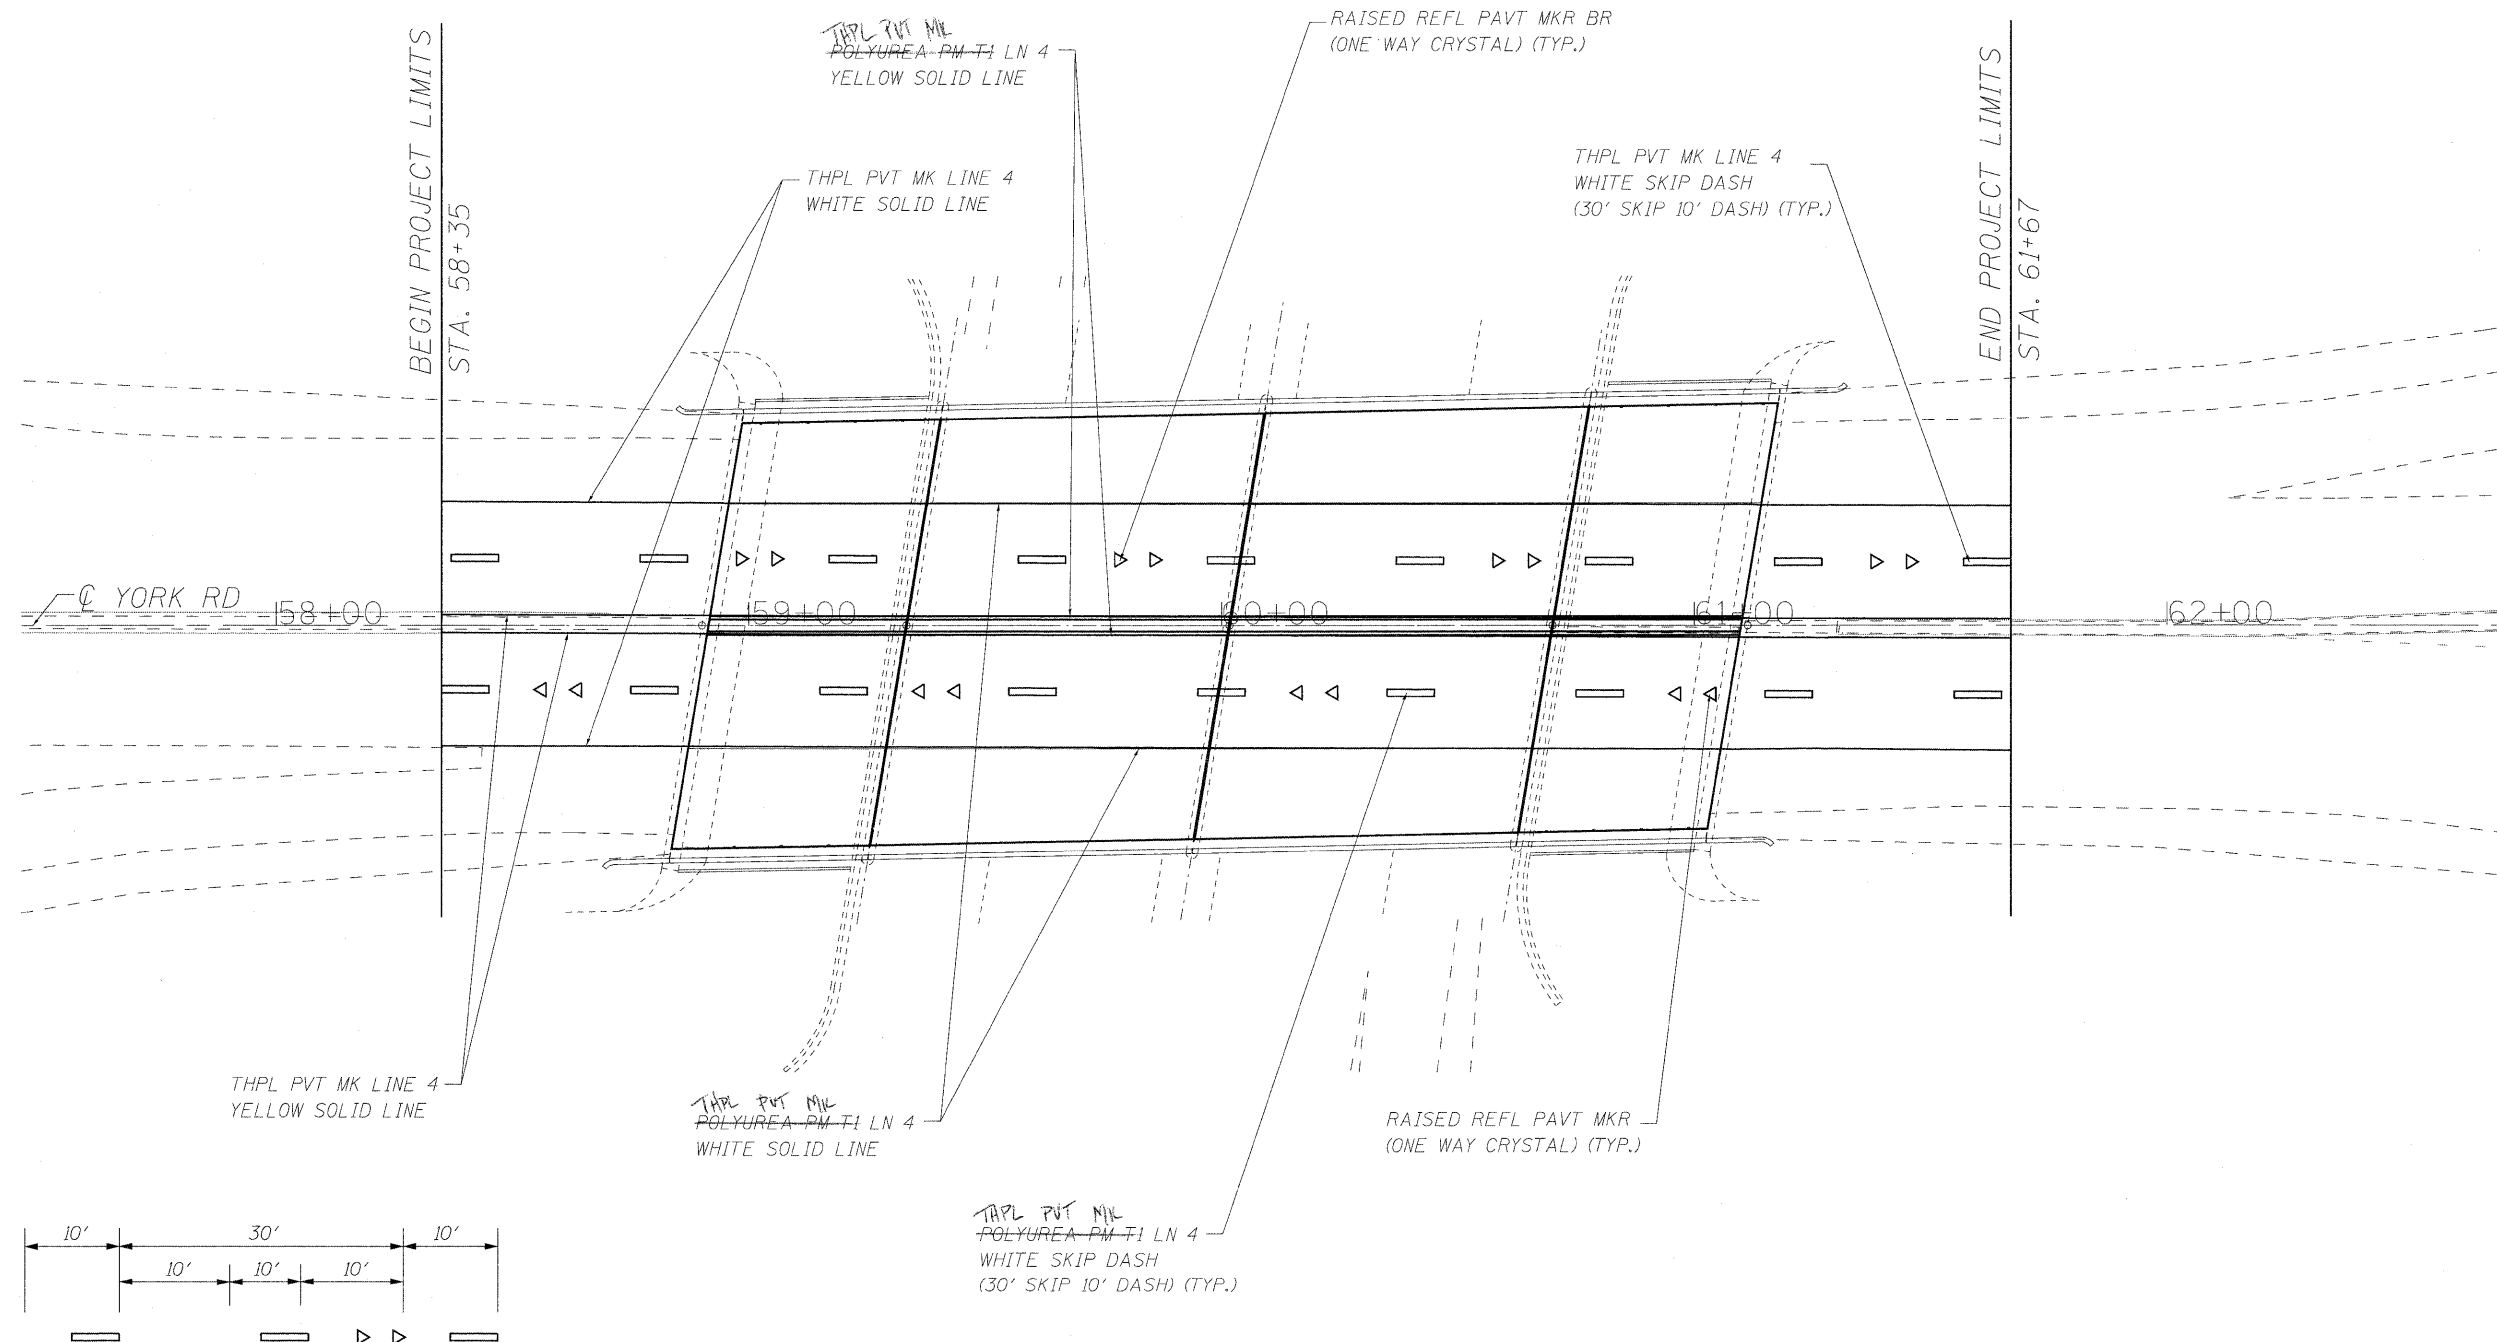 BEGIN PROJECT LIMITS
STA. 58+35
THPL PVT MK
POLYUREA PM T1 LN 4
YELLOW SOLID LINE
RAISED REFL PAVT MKR BR
(ONE WAY CRYSTAL) (TYP.)
THPL PVT MK LINE 4
WHITE SOLID LINE
THPL PVT MK LINE 4
WHITE SKIP DASH
(30' SKIP 10' DASH) (TYP.)
END PROJECT LIMITS
STA. 61+67
℄ YORK RD
158+00
159+00
160+00
161+00
162+00
THPL PVT MK LINE 4
YELLOW SOLID LINE
THPL PVT MK
POLYUREA PM T1 LN 4
WHITE SOLID LINE
RAISED REFL PAVT MKR
(ONE WAY CRYSTAL) (TYP.)
THPL PVT MK
POLYUREA PM T1 LN 4
WHITE SKIP DASH
(30' SKIP 10' DASH) (TYP.)
10' 30' 10'
10' 10' 10'